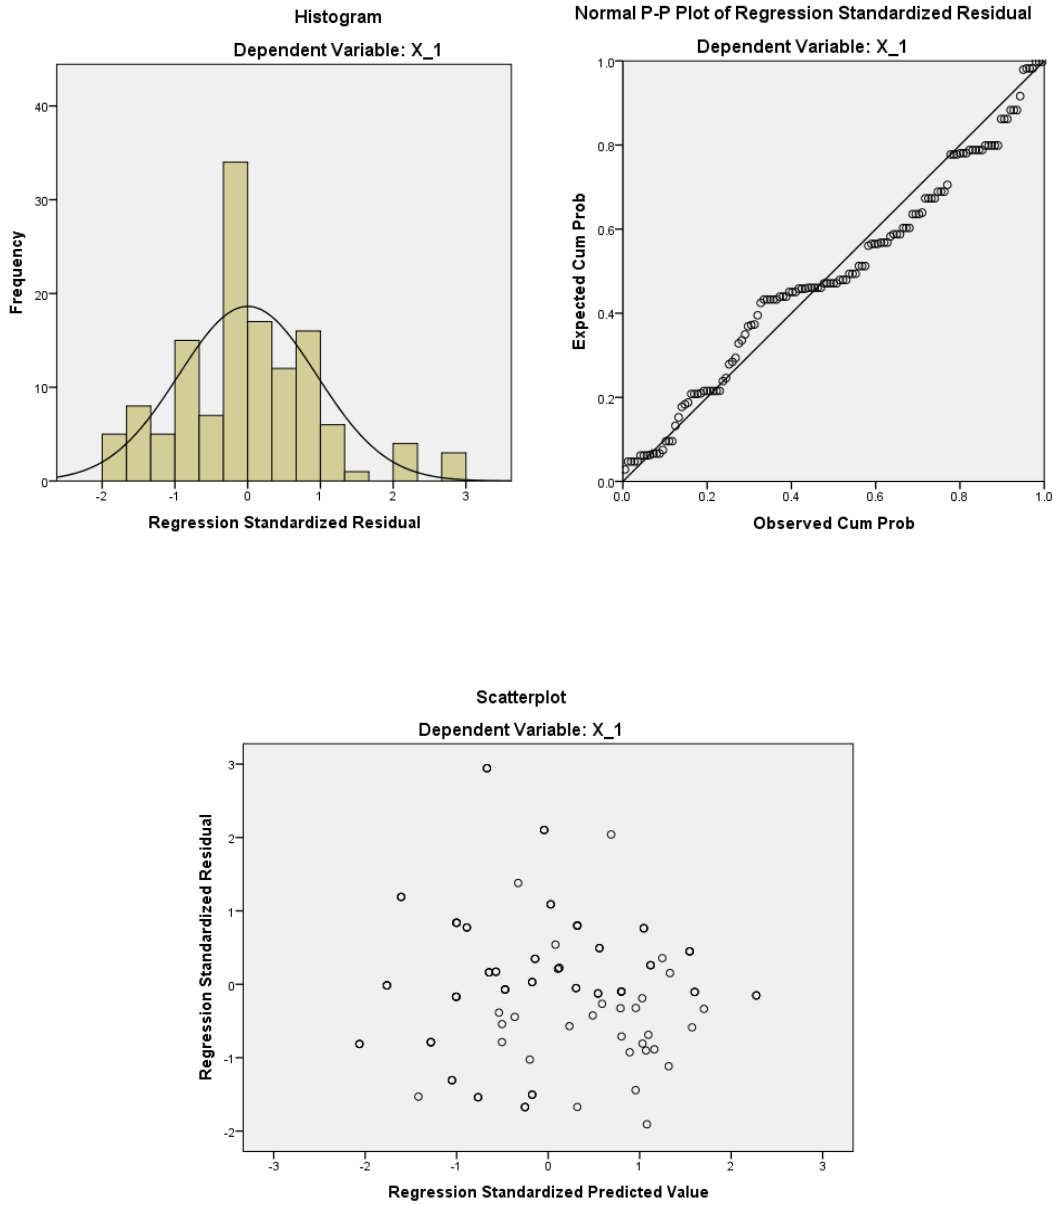 Histogram
Dependent Variable: X_1
Frequency
40
30
20
10
0
-2 -1 0 1 2 3
Regression Standardized Residual
Normal P-P Plot of Regression Standardized Residual
Dependent Variable: X_1
Expected Cum Prob
1.0
0.8
0.6
0.4
0.2
0.0
0.0 0.2 0.4 0.6 0.8 1.0
Observed Cum Prob
Scatterplot
Dependent Variable: X_1
Regression Standardized Residual
3
2
1
0
-1
-2
-3 -2 -1 0 1 2 3
Regression Standardized Predicted Value